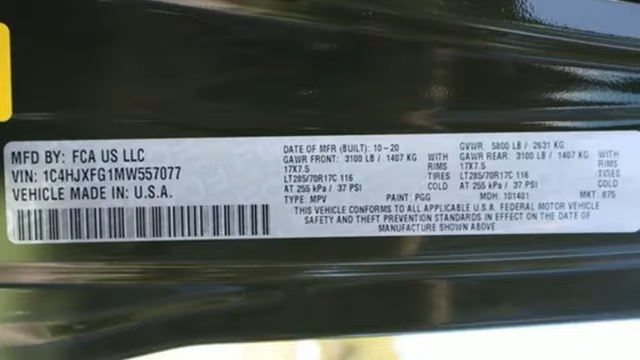 MFD BY: FCA US LLC
VIN: 1C4HJXFG1MW557077
VEHICLE MADE IN: U.S.A.
DATE OF MFR (BUILT): 10-20 GVWR: 5800 LB / 2631 KG
GAWR FRONT: 3100 LB / 1407 KG WITH GAWR REAR: 3100 LB / 1407 KG WITH
17X7.5 RIMS 17X7.5 RIMS
LT285/70R17C 116 TIRES LT285/70R17C 116 TIRES
AT 255 kPa / 37 PSI COLD AT 255 kPa / 37 PSI COLD
TYPE: MPV PAINT: PGG MDH: 101401 MKT: B76
THIS VEHICLE CONFORMS TO ALL APPLICABLE U.S.A. FEDERAL MOTOR VEHICLE
SAFETY AND THEFT PREVENTION STANDARDS IN EFFECT ON THE DATE OF
MANUFACTURE SHOWN ABOVE